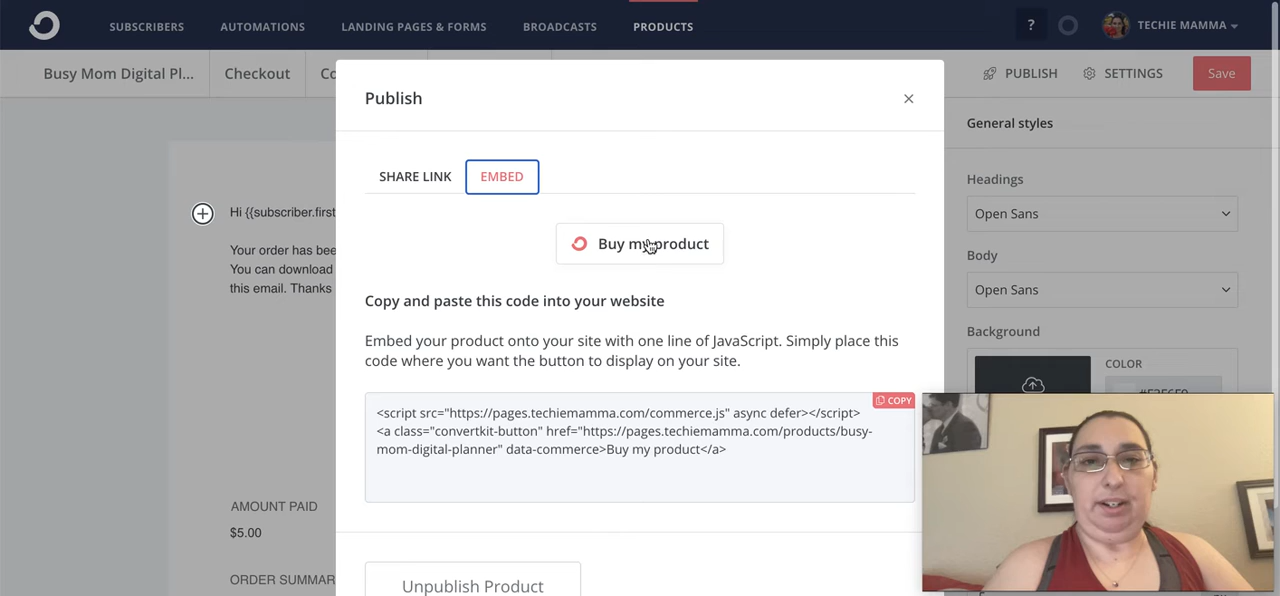 SUBSCRIBERS AUTOMATIONS LANDING PAGES & FORMS BROADCASTS PRODUCTS ? TECHIE MAMMA
Busy Mom Digital Pl... Checkout Co PUBLISH SETTINGS Save
Publish
General styles
SHARE LINK EMBED
Headings
Open Sans
Hi {{subscriber.first
Your order has bee
You can download
this email. Thanks
Buy my product
Body
Open Sans
Copy and paste this code into your website
Background
Embed your product onto your site with one line of JavaScript. Simply place this
code where you want the button to display on your site.
COLOR
COPY
<script src="https://pages.techiemamma.com/commerce.js" async defer></script>
<a class="convertkit-button" href="https://pages.techiemamma.com/products/busy-
mom-digital-planner" data-commerce>Buy my product</a>
AMOUNT PAID
$5.00
ORDER SUMMAR
Unpublish Product